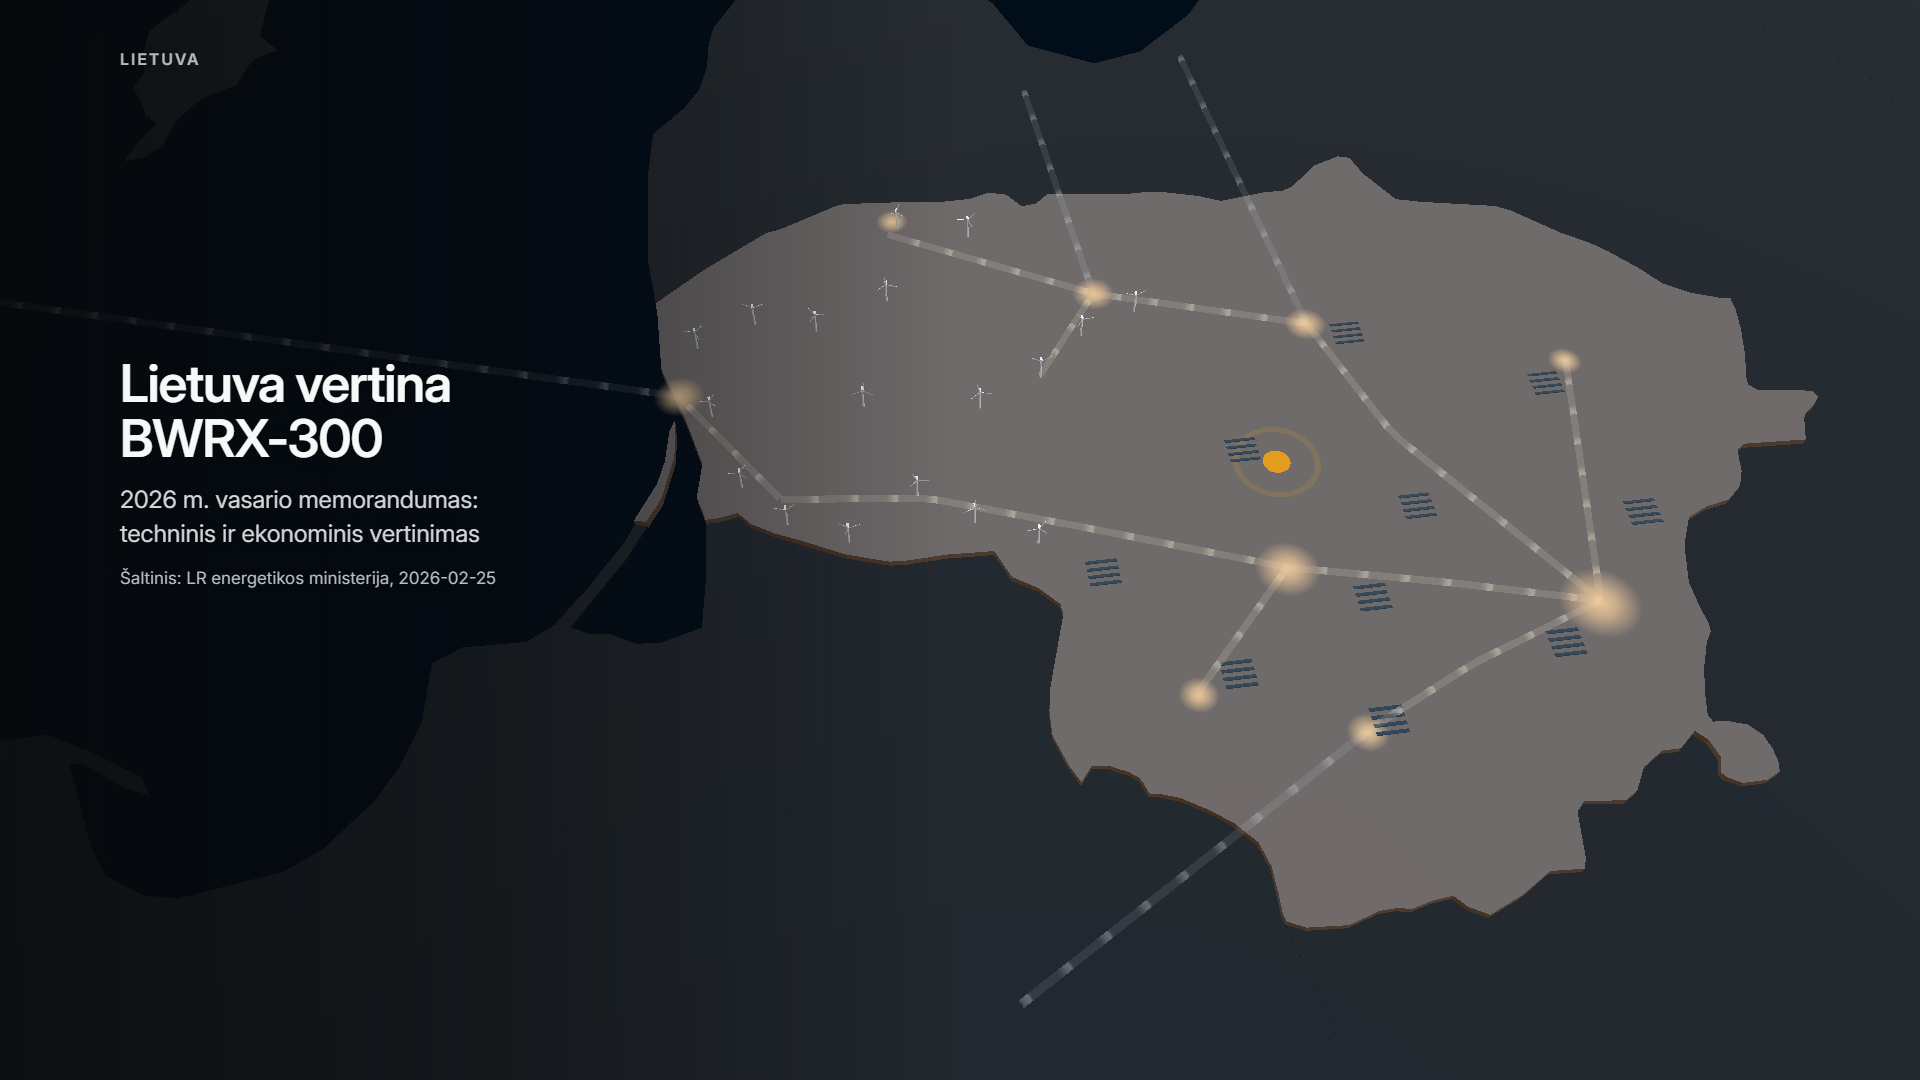 LIETUVA
Lietuva vertina
BWRX-300
2026 m. vasario memorandumas:
techninis ir ekonominis vertinimas
Šaltinis: LR energetikos ministerija, 2026-02-25